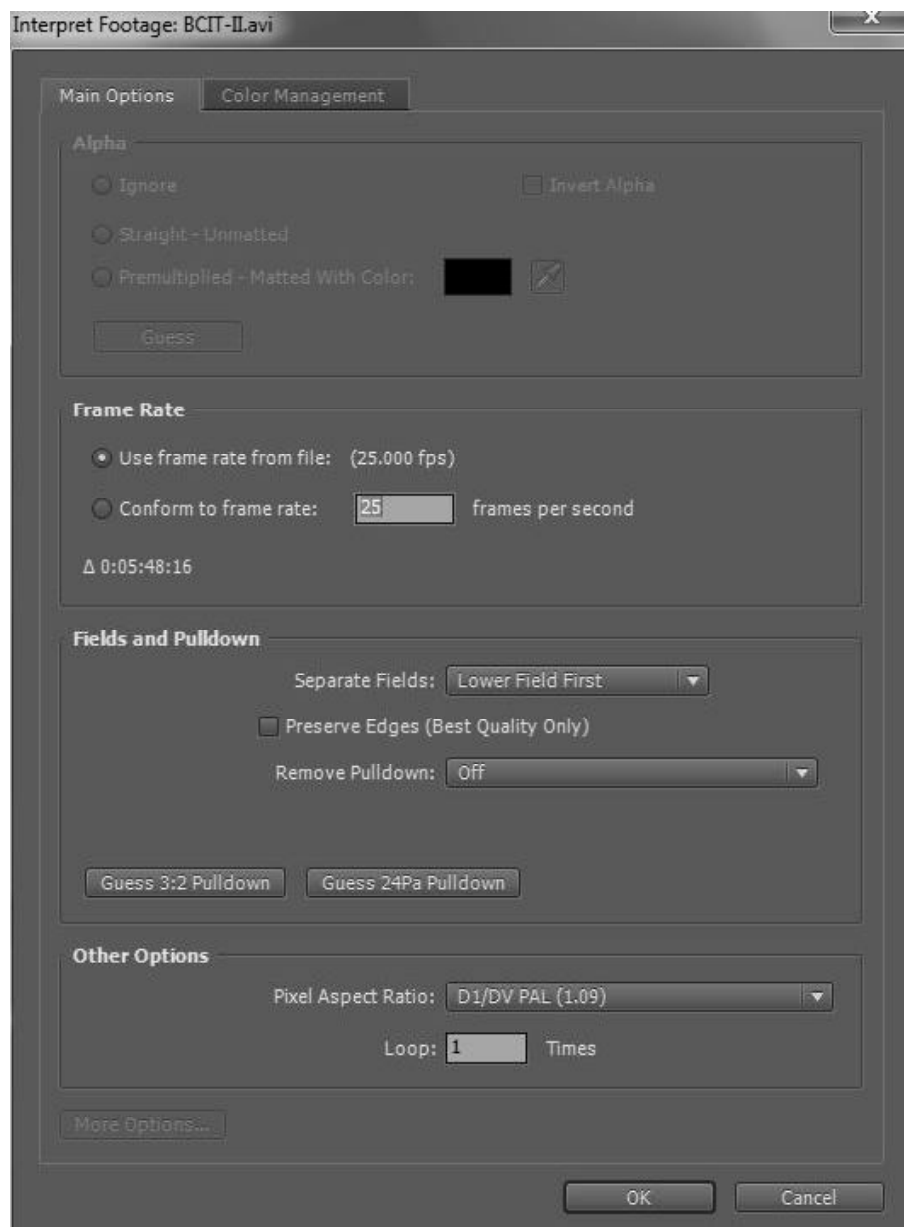 Interpret Footage: BCIT-II.avi
X
Main Options
Color Management
Alpha
Ignore
Invert Alpha
Straight - Unmatted
Premultiplied - Matted With Color:
Guess
Frame Rate
Use frame rate from file: (25.000 fps)
Conform to frame rate: 25 frames per second
Δ 0:05:48:16
Fields and Pulldown
Separate Fields: Lower Field First
Preserve Edges (Best Quality Only)
Remove Pulldown: Off
Guess 3:2 Pulldown
Guess 24Pa Pulldown
Other Options
Pixel Aspect Ratio: D1/DV PAL (1.09)
Loop: 1 Times
More Options...
OK
Cancel